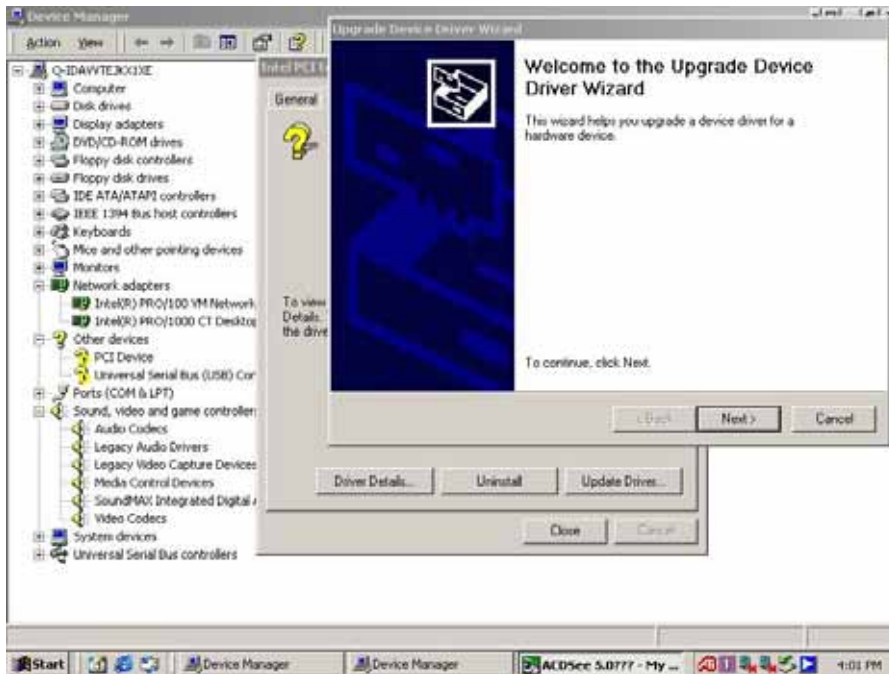 Device Manager
Action View
Q-IDAVVTEJKX1XE
Computer
Disk drives
Display adapters
DVD/CD-ROM drives
Floppy disk controllers
Floppy disk drives
IDE ATA/ATAPI controllers
IEEE 1394 Bus host controllers
Keyboards
Mice and other pointing devices
Monitors
Network adapters
Intel(R) PRO/100 VM Network
Intel(R) PRO/1000 CT Desktop
Other devices
PCI Device
Universal Serial Bus (USB) Cor
Ports (COM & LPT)
Sound, video and game controller
Audio Codecs
Legacy Audio Drivers
Legacy Video Capture Devices
Media Control Devices
SoundMAX Integrated Digital
Video Codecs
System devices
Universal Serial Bus controllers
Intel PCI
General
To view
Details.
the drive
Driver Details...
Uninstall
Update Driver...
Close
Cancel
Upgrade Device Driver Wizard
Welcome to the Upgrade Device
Driver Wizard
This wizard helps you upgrade a device driver for a
hardware device.
To continue, click Next.
< Back
Next >
Cancel
Start
Device Manager
Device Manager
ACDSee 5.0??? - My ...
4:01 PM